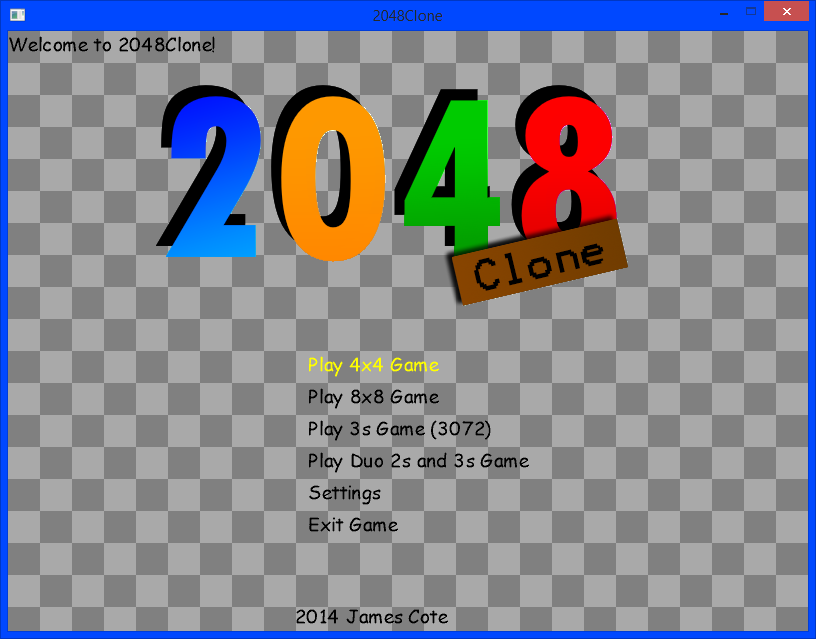 2048Clone
Welcome to 2048Clone!
2048
Clone
Play 4x4 Game
Play 8x8 Game
Play 3s Game (3072)
Play Duo 2s and 3s Game
Settings
Exit Game
2014 James Cote